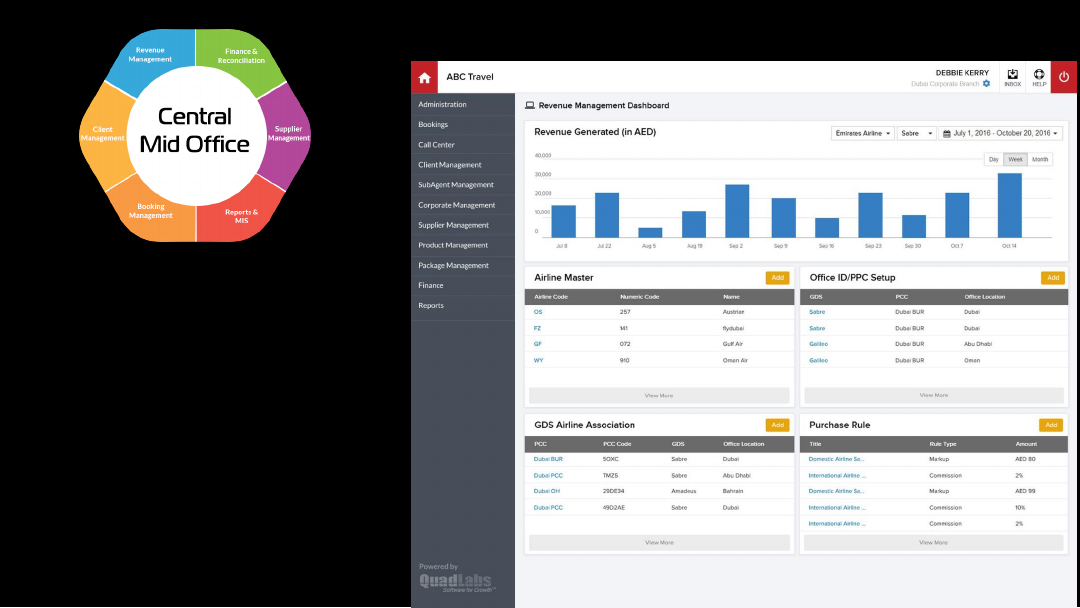 Revenue
Management
Finance &
Reconciliation
Client
Management
Central
Mid Office
Supplier
Management
Booking
Management
Reports &
MIS
ABC Travel
DEBBIE KERRY
Dubai Corporate Branch
INBOX
HELP
Administration
Bookings
Call Center
Client Management
SubAgent Management
Corporate Management
Supplier Management
Product Management
Package Management
Finance
Reports
Powered by
QuadLabs
Software for Growth™
Revenue Management Dashboard
Revenue Generated (in AED)
Emirates Airline
Sabre
July 1, 2016 - October 20, 2016
Day Week Month
40,000
30,000
20,000
10,000
0
Jul 8 Jul 22 Aug 5 Aug 19 Sep 2 Sep 9 Sep 16 Sep 23 Sep 30 Oct 7 Oct 14
Airline Master Add
Airline Code Numeric Code Name
OS 257 Austrian
FZ 141 flydubai
GF 072 Gulf Air
WY 910 Oman Air
View More
Office ID/PPC Setup Add
GDS PCC Office Location
Sabre Dubai BUR Dubai
Sabre Dubai BUR Dubai
Galileo Dubai BUR Abu Dhabi
Galileo Dubai BUR Oman
View More
GDS Airline Association Add
PCC PCC Code GDS Office Location
Dubai BUR 5OXC Sabre Dubai
Dubai PCC TMZ5 Sabre Abu Dhabi
Dubai OH 29DE34 Amadeus Bahrain
Dubai PCC 49D2AE Sabre Dubai
View More
Purchase Rule Add
Title Rule Type Amount
Domestic Airline Se... Markup AED 80
International Airline ... Commission 2%
Domestic Airline Se... Markup AED 99
International Airline ... Commission 10%
International Airline ... Commission 2%
View More